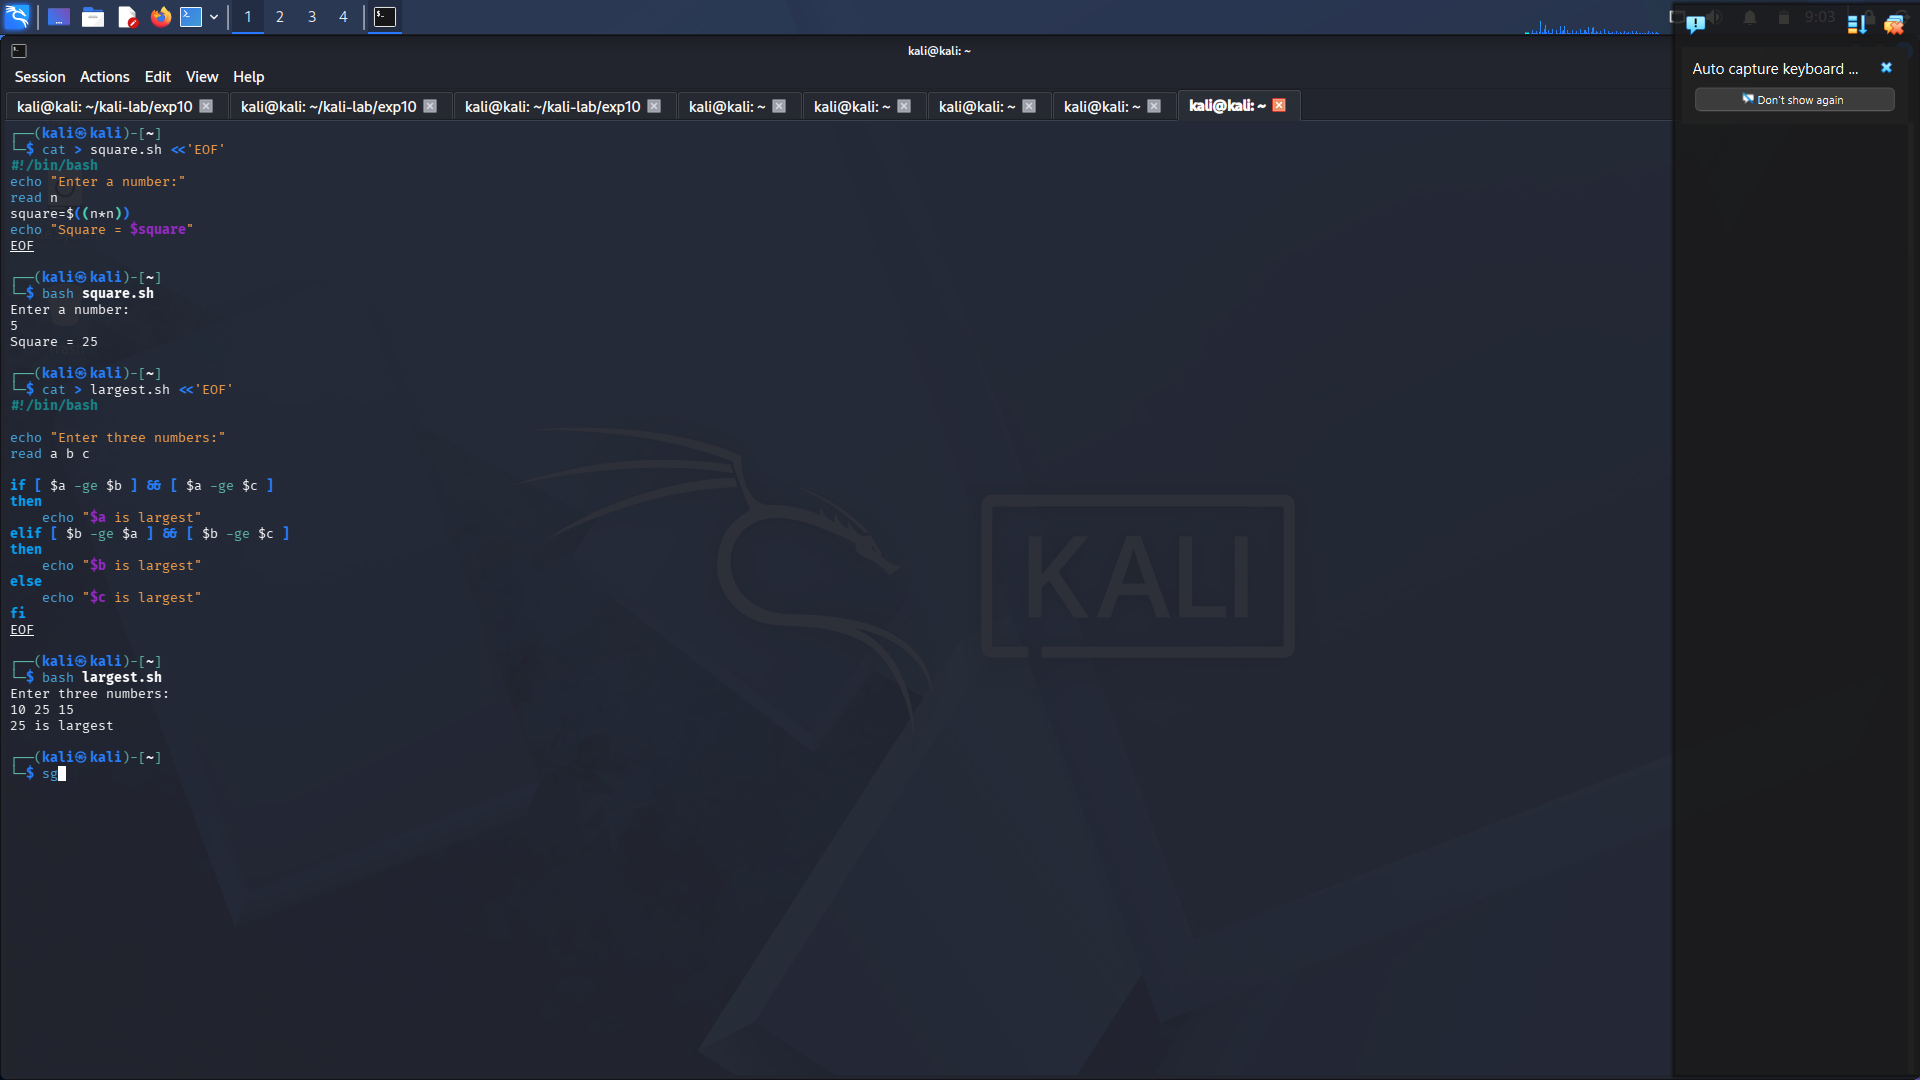 1 2 3 4
9:03
kali@kali: ~
Session Actions Edit View Help
kali@kali: ~/kali-lab/exp10 kali@kali: ~/kali-lab/exp10 kali@kali: ~/kali-lab/exp10 kali@kali: ~ kali@kali: ~ kali@kali: ~ kali@kali: ~ kali@kali: ~
Auto capture keyboard ...
Don't show again
┌──(kali㉿kali)-[~]
└─$ cat > square.sh <<'EOF'
#!/bin/bash
echo "Enter a number:"
read n
square=$((n*n))
echo "Square = $square"
EOF
┌──(kali㉿kali)-[~]
└─$ bash square.sh
Enter a number:
5
Square = 25
┌──(kali㉿kali)-[~]
└─$ cat > largest.sh <<'EOF'
#!/bin/bash
echo "Enter three numbers:"
read a b c
if [ $a -ge $b ] && [ $a -ge $c ]
then
    echo "$a is largest"
elif [ $b -ge $a ] && [ $b -ge $c ]
then
    echo "$b is largest"
else
    echo "$c is largest"
fi
EOF
┌──(kali㉿kali)-[~]
└─$ bash largest.sh
Enter three numbers:
10 25 15
25 is largest
┌──(kali㉿kali)-[~]
└─$ sg
KALI